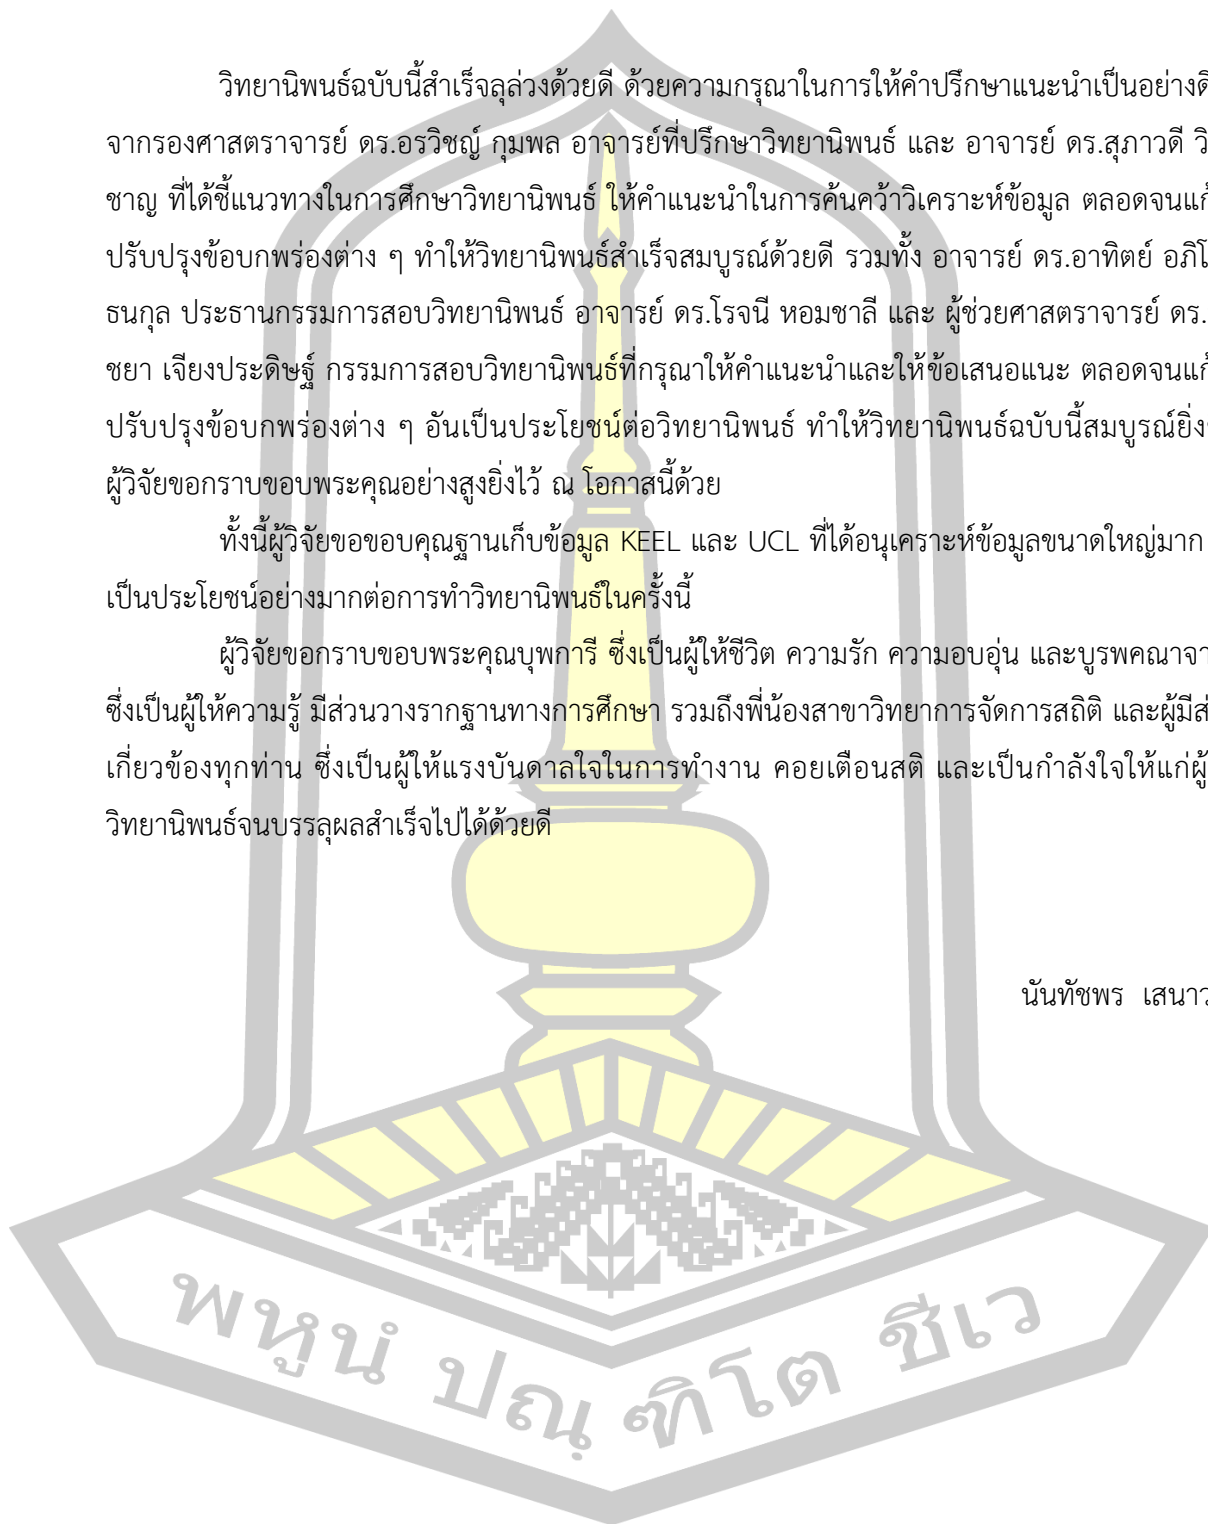 วิทยานิพนธ์ฉบับนี้สำเร็จลุล่วงด้วยดี ด้วยความกรุณาในการให้คำปรึกษาแนะนำเป็นอย่างดี
จากรองศาสตราจารย์ ดร.อรวิชญ์ กุมพล อาจารย์ที่ปรึกษาวิทยานิพนธ์ และ อาจารย์ ดร.สุภาวดี วิ
ชาญ ที่ได้ชี้แนวทางในการศึกษาวิทยานิพนธ์ ให้คำแนะนำในการค้นคว้าวิเคราะห์ข้อมูล ตลอดจนแก้
ปรับปรุงข้อบกพร่องต่าง ๆ ทำให้วิทยานิพนธ์สำเร็จสมบูรณ์ด้วยดี รวมทั้ง อาจารย์ ดร.อาทิตย์ อภิโ
ธนกุล ประธานกรรมการสอบวิทยานิพนธ์ อาจารย์ ดร.โรจนี หอมชาลี และ ผู้ช่วยศาสตราจารย์ ดร.
ชยา เจียงประดิษฐ์ กรรมการสอบวิทยานิพนธ์ที่กรุณาให้คำแนะนำและให้ข้อเสนอแนะ ตลอดจนแก้
ปรับปรุงข้อบกพร่องต่าง ๆ อันเป็นประโยชน์ต่อวิทยานิพนธ์ ทำให้วิทยานิพนธ์ฉบับนี้สมบูรณ์ยิ่ง
ผู้วิจัยขอกราบขอบพระคุณอย่างสูงยิ่งไว้ ณ โอกาสนี้ด้วย
ทั้งนี้ผู้วิจัยขอขอบคุณฐานเก็บข้อมูล KEEL และ UCL ที่ได้อนุเคราะห์ข้อมูลขนาดใหญ่มาก
เป็นประโยชน์อย่างมากต่อการทำวิทยานิพนธ์ในครั้งนี้
ผู้วิจัยขอกราบขอบพระคุณบุพการี ซึ่งเป็นผู้ให้ชีวิต ความรัก ความอบอุ่น และบูรพคณาจา
ซึ่งเป็นผู้ให้ความรู้ มีส่วนวางรากฐานทางการศึกษา รวมถึงพี่น้องสาขาวิทยาการจัดการสถิติ และผู้มีส่
เกี่ยวข้องทุกท่าน ซึ่งเป็นผู้ให้แรงบันดาลใจในการทำงาน คอยเตือนสติ และเป็นกำลังใจให้แก่ผู้
วิทยานิพนธ์จนบรรลุผลสำเร็จไปได้ด้วยดี
นันทัชพร เสนาว
พหูนํ ปณฺฑิโต ชีเว